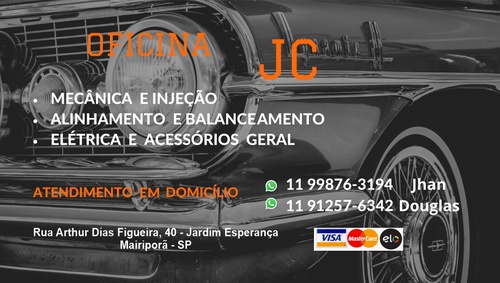 OFICINA JC
• MECÂNICA E INJEÇÃO
• ALINHAMENTO E BALANCEAMENTO
• ELÉTRICA E ACESSÓRIOS GERAL
ATENDIMENTO EM DOMICÍLIO
11 99876-3194 Jhan
11 91257-6342 Douglas
Rua Arthur Dias Figueira, 40 - Jardim Esperança
Mairiporã - SP
VISA MasterCard elo